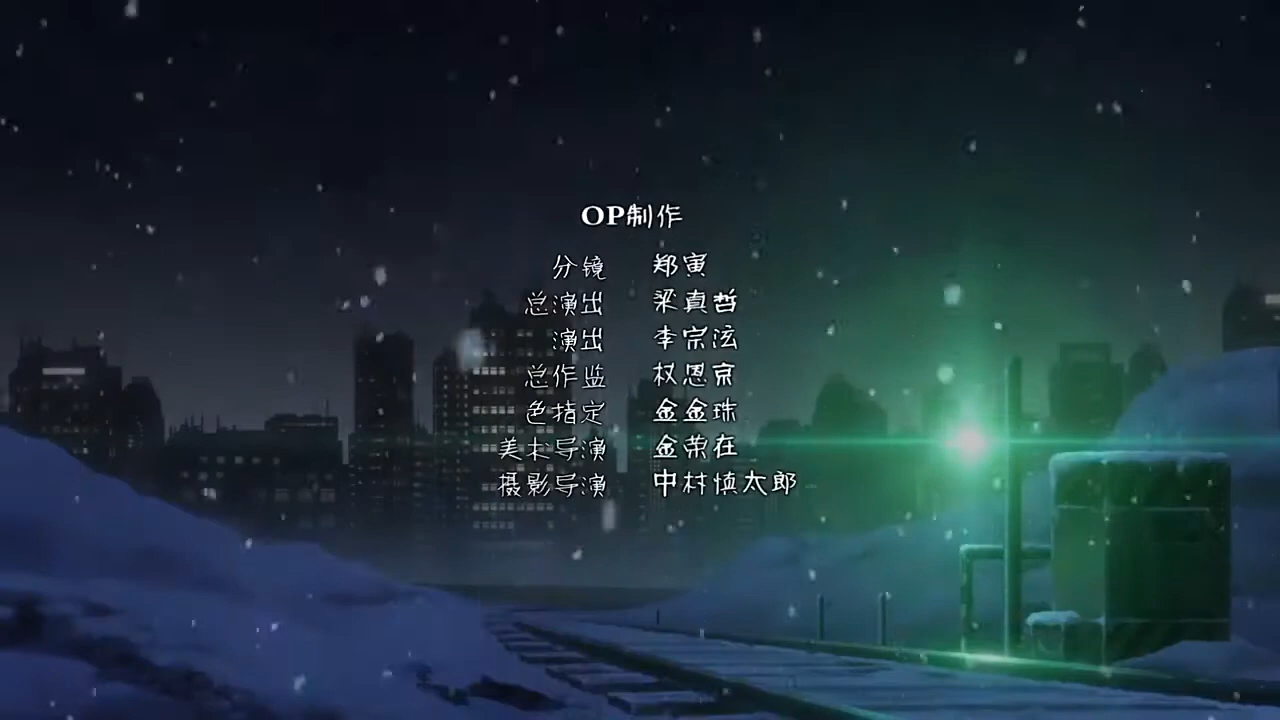 OP制作
分镜 郑寅
总演出 梁真哲
演出 李宗泫
总作监 权恩京
色指定 金金珠
美术导演 金荣在
摄影导演 中村慎太郎